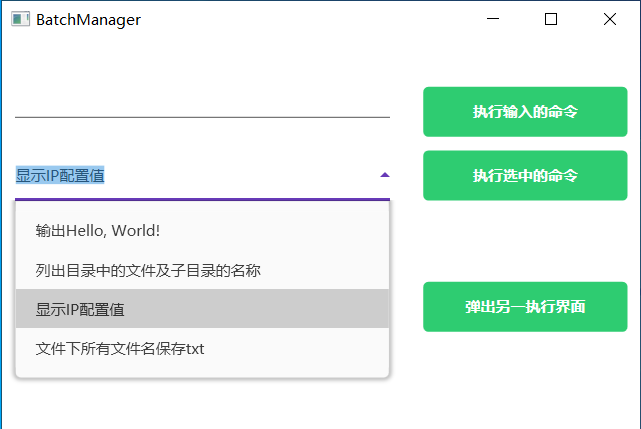 BatchManager
执行输入的命令
显示IP配置值
执行选中的命令
输出Hello, World!
列出目录中的文件及子目录的名称
显示IP配置值
弹出另一执行界面
文件下所有文件名保存txt